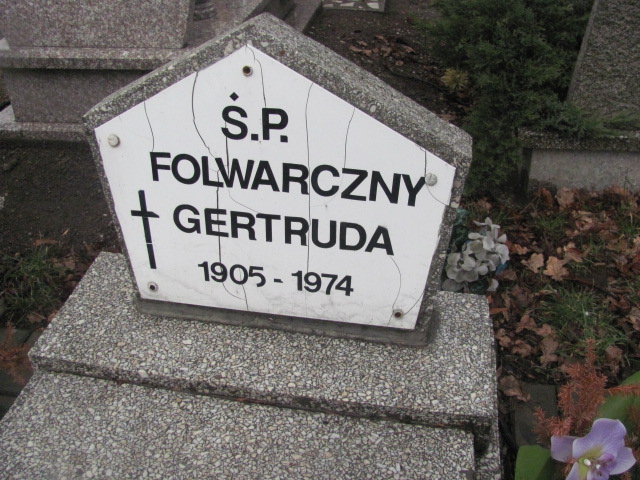 Ś.P.
FOLWARCZNY
GERTRUDA
1905 - 1974